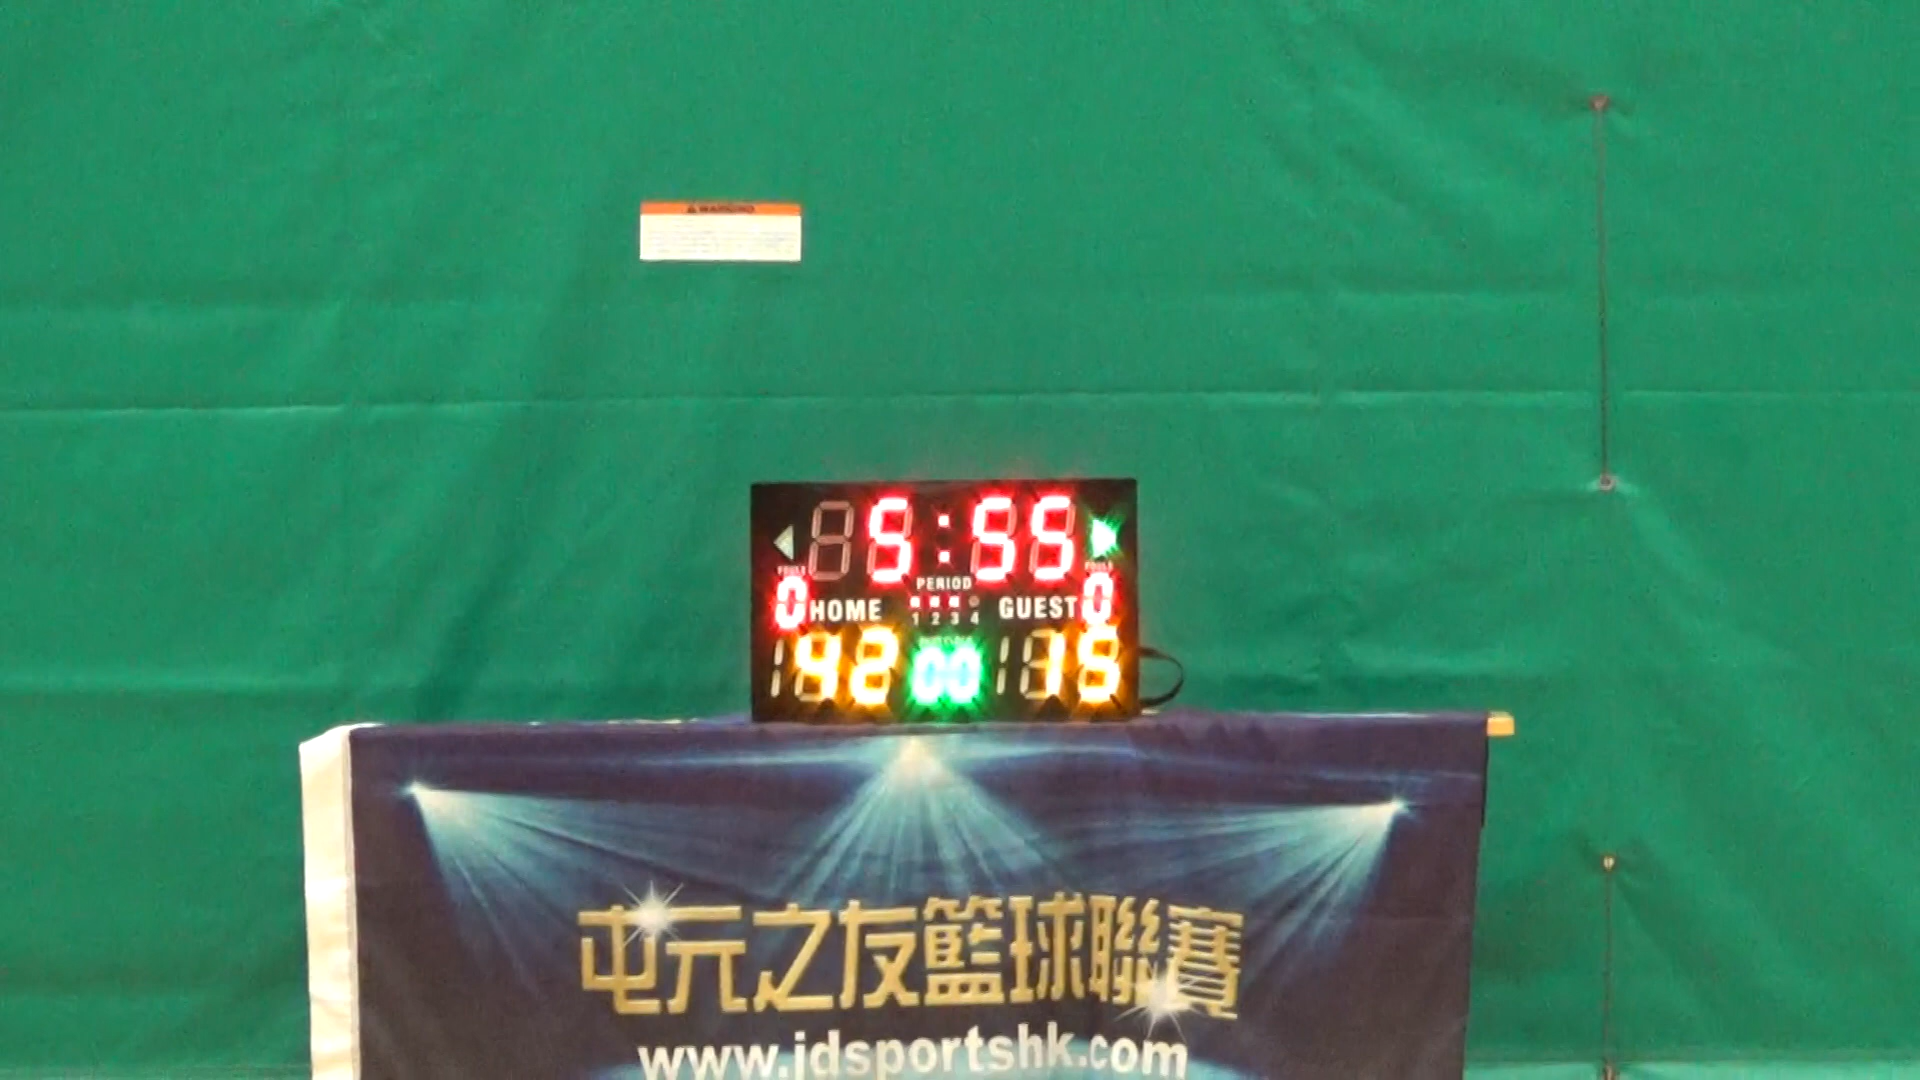 WARNING
5:55
FOULS
FOULS
PERIOD
0 HOME
GUEST 0
1 2 3 4
42 00 15
屯元之友籃球聯賽
www.jdsportshk.com